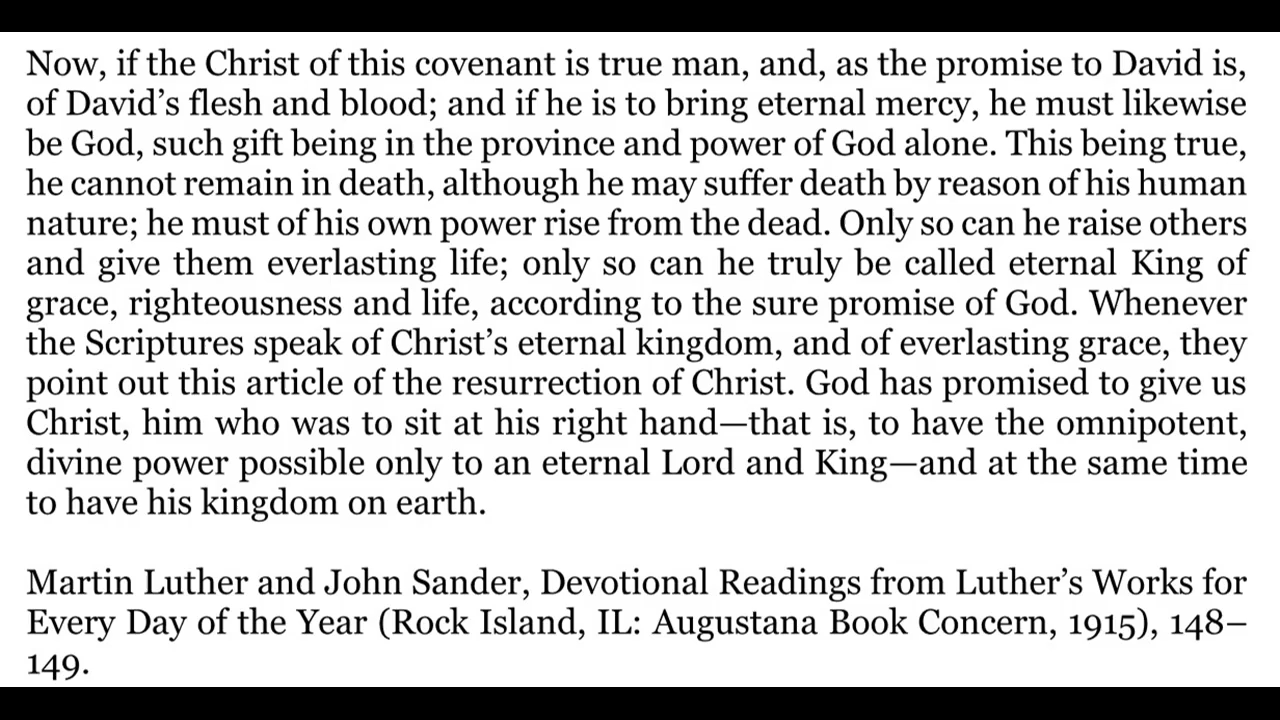 Now, if the Christ of this covenant is true man, and, as the promise to David is,
of David’s flesh and blood; and if he is to bring eternal mercy, he must likewise
be God, such gift being in the province and power of God alone. This being true,
he cannot remain in death, although he may suffer death by reason of his human
nature; he must of his own power rise from the dead. Only so can he raise others
and give them everlasting life; only so can he truly be called eternal King of
grace, righteousness and life, according to the sure promise of God. Whenever
the Scriptures speak of Christ’s eternal kingdom, and of everlasting grace, they
point out this article of the resurrection of Christ. God has promised to give us
Christ, him who was to sit at his right hand—that is, to have the omnipotent,
divine power possible only to an eternal Lord and King—and at the same time
to have his kingdom on earth.
Martin Luther and John Sander, Devotional Readings from Luther’s Works for
Every Day of the Year (Rock Island, IL: Augustana Book Concern, 1915), 148–
149.